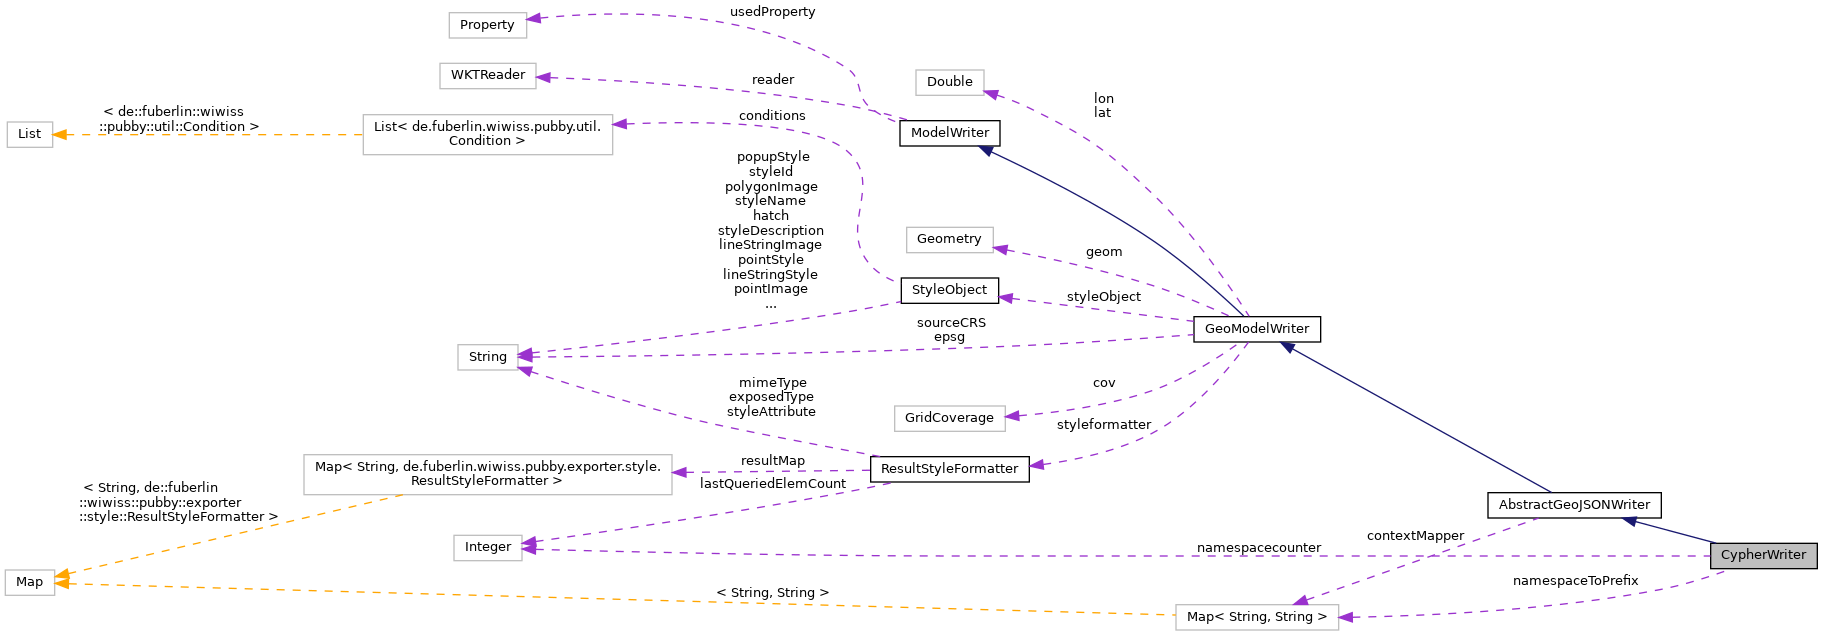 usedProperty
Property
reader
WKTReader
Double
lon
lat
< de::fuberlin::wiwiss
::pubby::util::Condition >
List
List< de.fuberlin.wiwiss.pubby.util.
Condition >
conditions
ModelWriter
popupStyle
styleId
polygonImage
styleName
hatch
styleDescription
lineStringImage
pointStyle
lineStringStyle
pointImage
...
Geometry
geom
StyleObject
styleObject
sourceCRS
epsg
GeoModelWriter
String
mimeType
exposedType
styleAttribute
cov
GridCoverage
styleformatter
resultMap
ResultStyleFormatter
Map< String, de.fuberlin.wiwiss.pubby.exporter.style.
ResultStyleFormatter >
lastQueriedElemCount
< String, de::fuberlin
::wiwiss::pubby::exporter
::style::ResultStyleFormatter >
AbstractGeoJSONWriter
contextMapper
Integer
namespacecounter
CypherWriter
Map
namespaceToPrefix
< String, String >
Map< String, String >